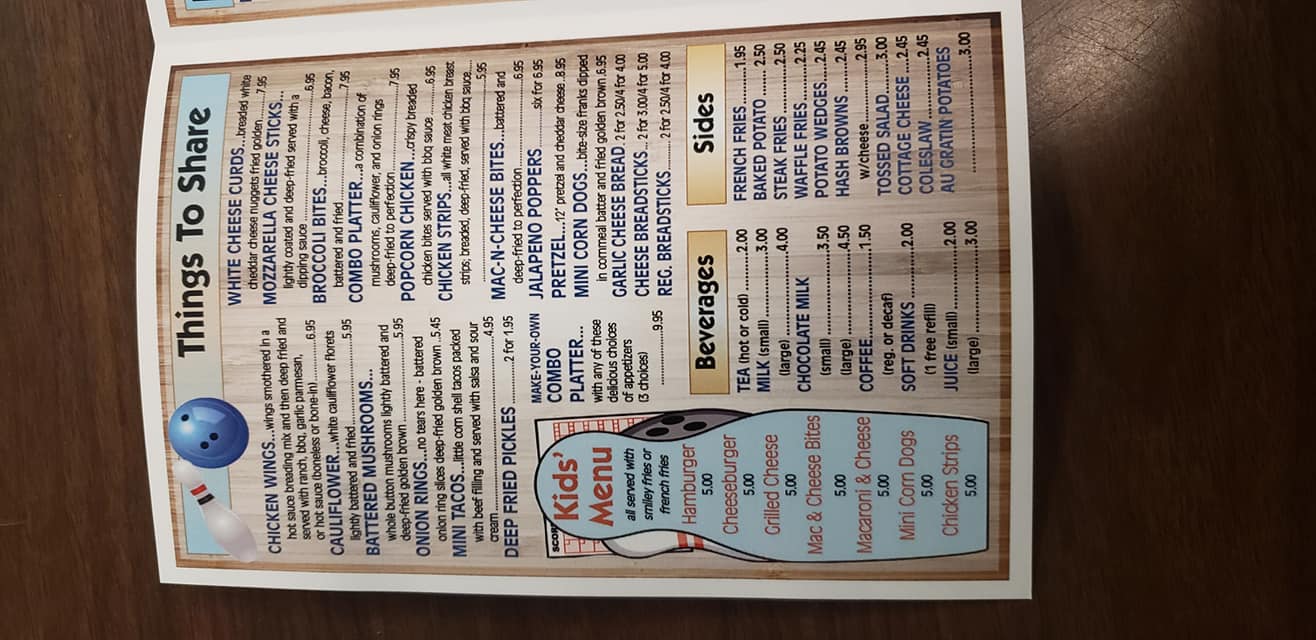 Things To Share
CHICKEN WINGS...wings smothered in a
hot sauce breading mix and then deep fried and
served with ranch, bbq, garlic parmesan,
or hot sauce (boneless or bone-in)..........6.95
CAULIFLOWER....white cauliflower florets
lightly battered and fried..........5.95
BATTERED MUSHROOMS...
whole button mushrooms lightly battered and
deep-fried golden brown..........5.95
ONION RINGS....no tears here - battered
onion ring slices deep-fried golden brown ..5.45
MINI TACOS....little corn shell tacos packed
with beef filling and served with salsa and sour
cream..........4.95
DEEP FRIED PICKLES ..........2 for 1.95
WHITE CHEESE CURDS...breaded white
cheddar cheese nuggets fried golden.......7.95
MOZZARELLA CHEESE STICKS...
lightly coated and deep-fried served with a
dipping sauce..........6.95
BROCCOLI BITES...broccoli, cheese, bacon,
battered and fried..........7.95
COMBO PLATTER...a combination of
mushrooms, cauliflower, and onion rings
deep-fried to perfection..........7.95
POPCORN CHICKEN...crispy breaded
chicken bites served with bbq sauce ..........6.95
CHICKEN STRIPS...all white meat chicken breast
strips; breaded, deep-fried, served with bbq sauce....
..........5.95
MAC-N-CHEESE BITES...battered and
deep-fried to perfection..........6.95
JALAPENO POPPERS ..........six for 6.95
PRETZEL...12" pretzel and cheddar cheese .8.95
MINI CORN DOGS...bite-size franks dipped
in cornmeal batter and fried golden brown .6.95
GARLIC CHEESE BREAD. 2 for 2.50/4 for 4.00
CHEESE BREADSTICKS... 2 for 3.00/4 for 5.00
REG. BREADSTICKS.......... 2 for 2.50/4 for 4.00
MAKE-YOUR-OWN
COMBO
PLATTER...
with any of these
delicious choices
of appetizers
(3 choices)
..........9.95
SCOR
Kids'
Menu
all served with
smiley fries or
french fries
Hamburger
5.00
Cheeseburger
5.00
Grilled Cheese
5.00
Mac & Cheese Bites
5.00
Macaroni & Cheese
5.00
Mini Corn Dogs
5.00
Chicken Strips
5.00
Beverages
TEA (hot or cold) ..........2.00
MILK (small)..........3.00
(large)..........4.00
CHOCOLATE MILK
(small)..........3.50
(large)..........4.50
COFFEE..........1.50
(reg. or decaf)
SOFT DRINKS ..........2.00
(1 free refill)
JUICE (small)..........2.00
(large)..........3.00
Sides
FRENCH FRIES ..........1.95
BAKED POTATO ....... 2.50
STEAK FRIES.......... 2.50
WAFFLE FRIES..........2.25
POTATO WEDGES....2.45
HASH BROWNS ..........2.45
w/cheese..........2.95
TOSSED SALAD..........3.00
COTTAGE CHEESE ...2.45
COLESLAW ..........2.45
AU GRATIN POTATOES
..........3.00